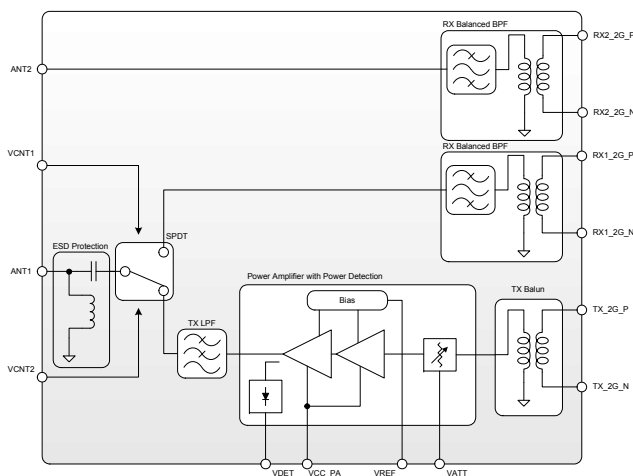 RX Balanced BPF
RX2_2G_P
ANT2
RX2_2G_N
RX Balanced BPF
VCNT1
RX1_2G_P
SPDT
RX1_2G_N
ESD Protection
ANT1
Power Amplifier with Power Detection
TX Balun
Bias
TX_2G_P
TX LPF
VCNT2
TX_2G_N
VDET
VCC_PA
VREF
VATT